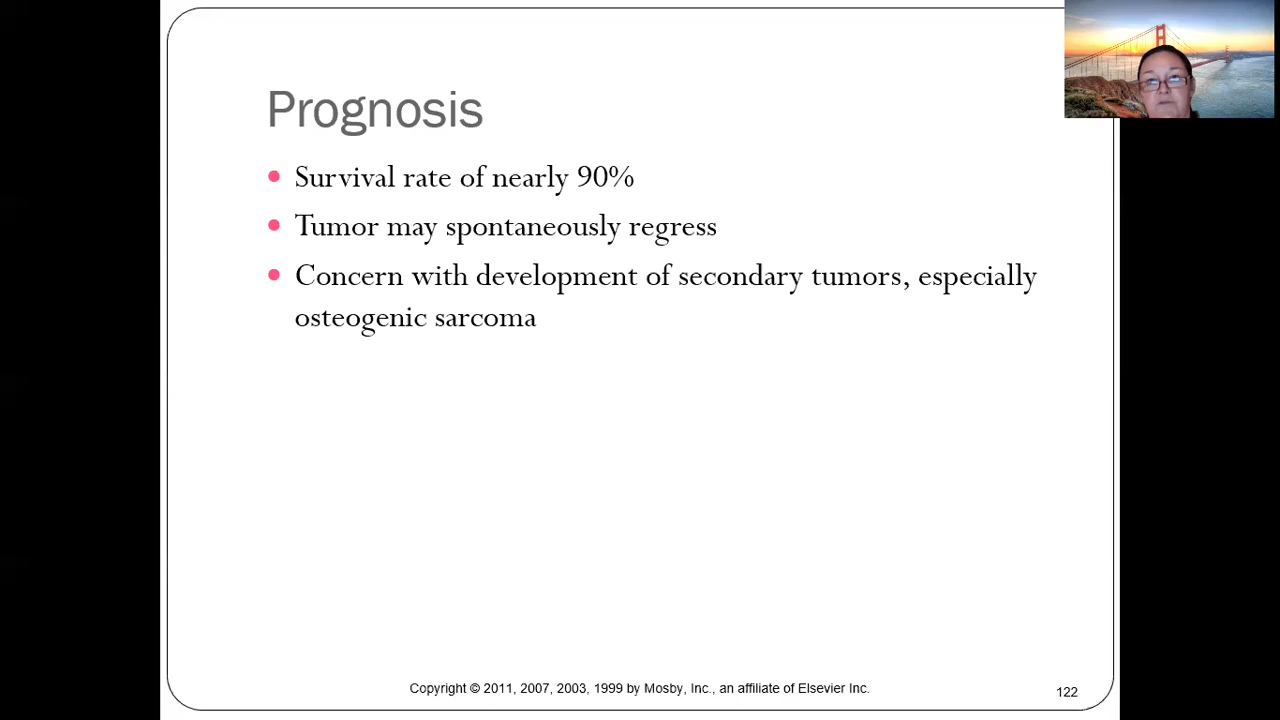 Prognosis
Survival rate of nearly 90%
Tumor may spontaneously regress
Concern with development of secondary tumors, especially
osteogenic sarcoma
Copyright © 2011, 2007, 2003, 1999 by Mosby, Inc., an affiliate of Elsevier Inc.
122